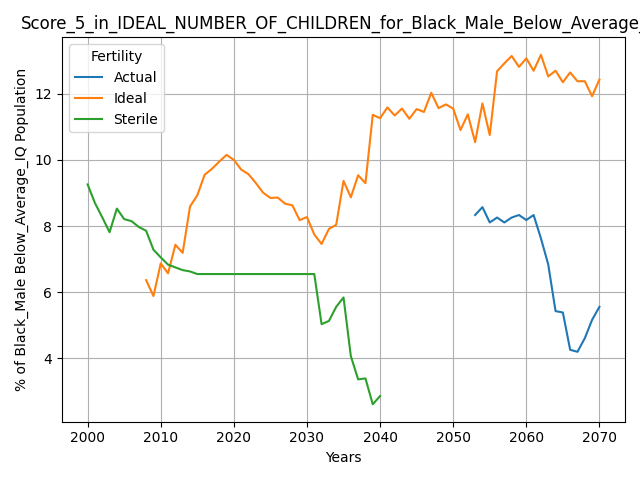 Score_5_in_IDEAL_NUMBER_OF_CHILDREN_for_Black_Male_Below_Average_
Fertility
Actual
Ideal
Sterile
% of Black_Male Below_Average_IQ Population
12
10
8
6
4
2000 2010 2020 2030 2040 2050 2060 2070
Years